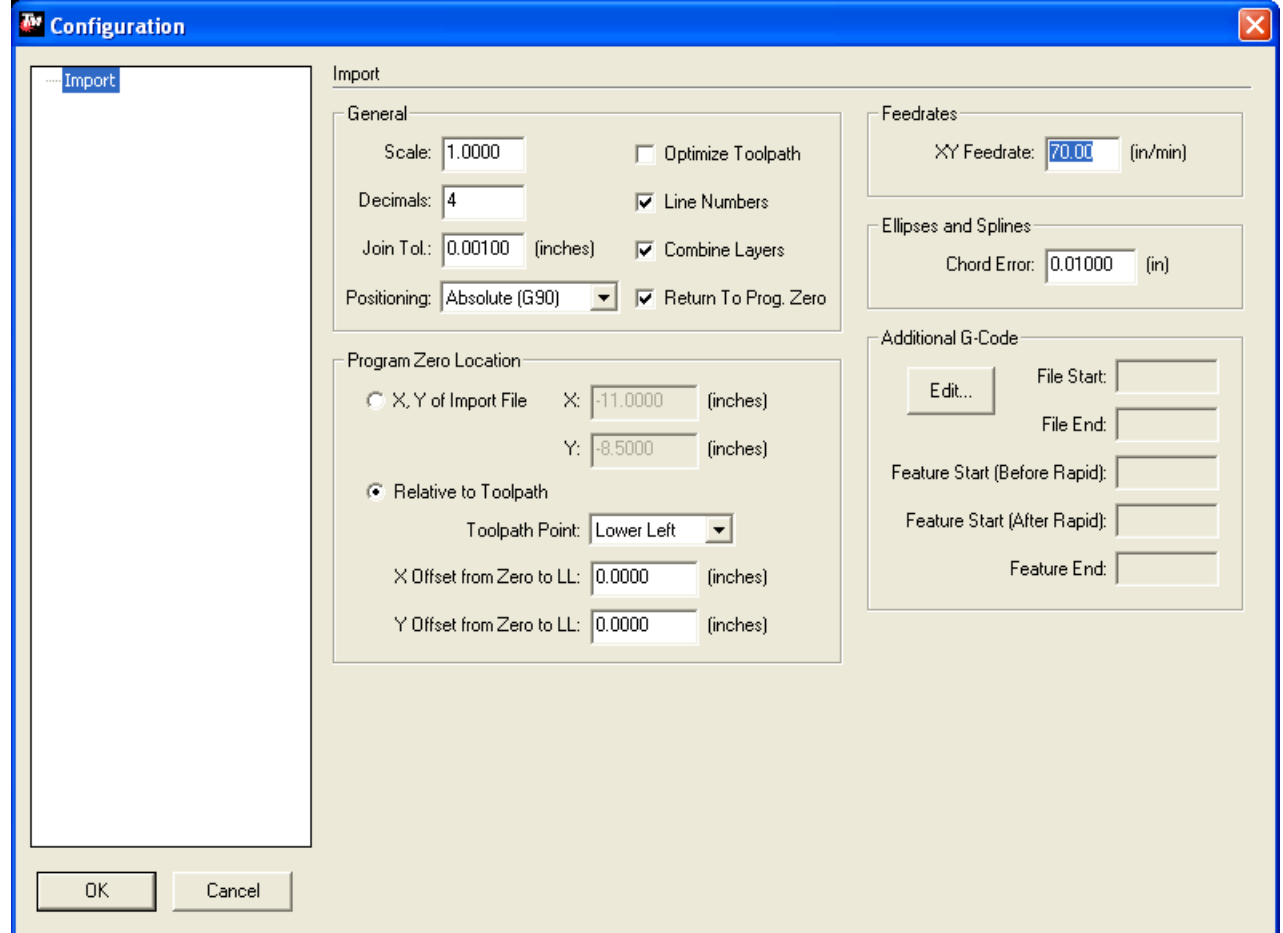 Configuration
Import
Import
General
Scale: 1.0000
Optimize Toolpath
Decimals: 4
Line Numbers
Join Tol.: 0.00100 (inches)
Combine Layers
Positioning: Absolute (G90)
Return To Prog. Zero
Program Zero Location
X, Y of Import File X: -11.0000 (inches)
Y: -8.5000 (inches)
Relative to Toolpath
Toolpath Point: Lower Left
X Offset from Zero to LL: 0.0000 (inches)
Y Offset from Zero to LL: 0.0000 (inches)
Feedrates
XY Feedrate: 70.00 (in/min)
Ellipses and Splines
Chord Error: 0.01000 (in)
Additional G-Code
Edit...
File Start:
File End:
Feature Start (Before Rapid):
Feature Start (After Rapid):
Feature End:
OK
Cancel